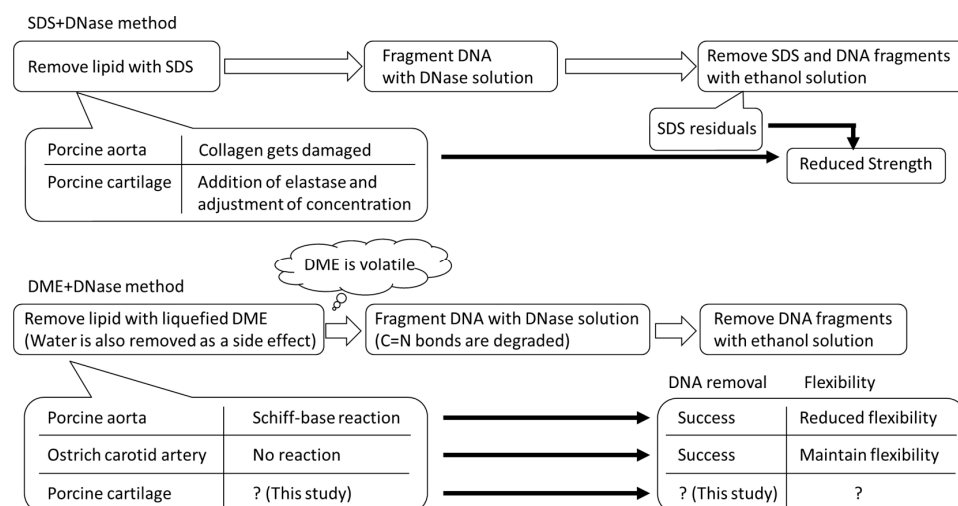 SDS+DNase method
Remove lipid with SDS
Fragment DNA
with DNase solution
Remove SDS and DNA fragments
with ethanol solution
SDS residuals
Porcine aorta
Collagen gets damaged
Reduced Strength
Porcine cartilage
Addition of elastase and
adjustment of concentration
DME is volatile
DME+DNase method
Remove lipid with liquefied DME
(Water is also removed as a side effect)
Fragment DNA with DNase solution
(C=N bonds are degraded)
Remove DNA fragments
with ethanol solution
DNA removal
Flexibility
Porcine aorta
Schiff-base reaction
Success
Reduced flexibility
Ostrich carotid artery
No reaction
Success
Maintain flexibility
Porcine cartilage
? (This study)
? (This study)
?